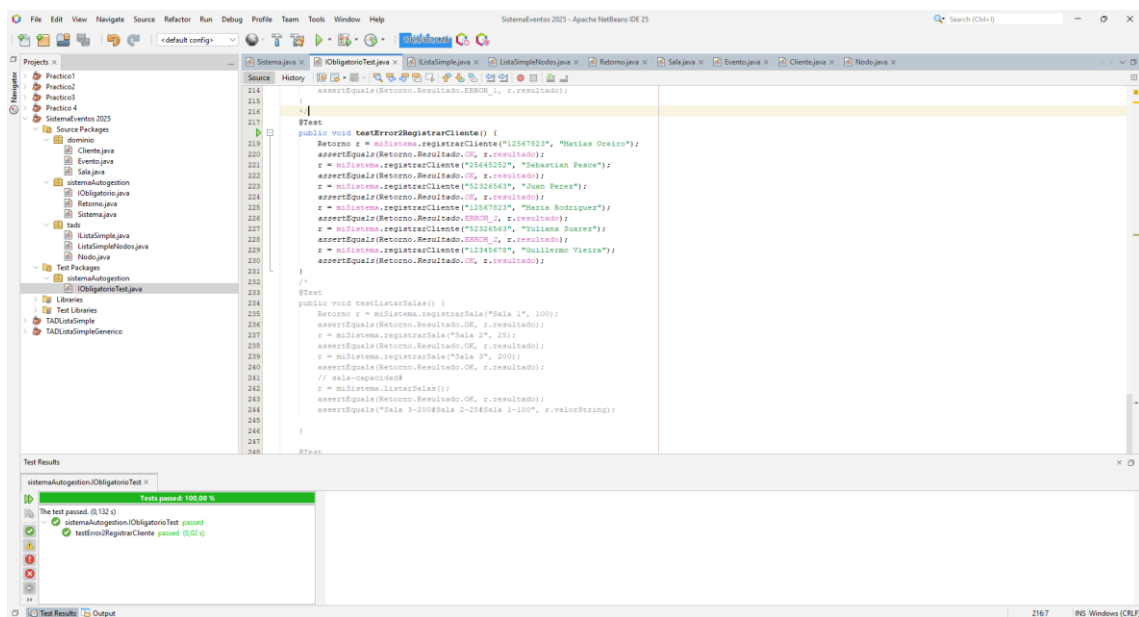 File Edit View Navigate Source Refactor Run Debug Profile Team Tools Window Help
SistemaEventos 2025 - Apache NetBeans IDE 25
Search (Ctrl+I)
<default config>
Projects
Navigator
Practico1
Practico2
Practico3
Practico 4
SistemaEventos 2025
Source Packages
dominio
Cliente.java
Evento.java
Sala.java
sistemaAutogestion
IObligatorio.java
Retorno.java
Sistema.java
tads
IListaSimple.java
ListaSimpleNodos.java
Nodo.java
Test Packages
sistemaAutogestion
IObligatorioTest.java
Libraries
Test Libraries
TADListaSimple
TADListaSimpleGenerico
Sistema.java IObligatorioTest.java IListaSimple.java ListaSimpleNodos.java Retorno.java Sala.java Evento.java Cliente.java Nodo.java
Source History
214 assertEquals(Retorno.Resultado.ERROR_1, r.resultado);
215 }
216 */
217 @Test
public void testError2RegistrarCliente() {
219 Retorno r = miSistema.registrarCliente("12567823", "Matias Oreiro");
220 assertEquals(Retorno.Resultado.OK, r.resultado);
221 r = miSistema.registrarCliente("25645252", "Sebastian Pesce");
222 assertEquals(Retorno.Resultado.OK, r.resultado);
223 r = miSistema.registrarCliente("52326563", "Juan Perez");
224 assertEquals(Retorno.Resultado.OK, r.resultado);
225 r = miSistema.registrarCliente("12567823", "Maria Rodriguez");
226 assertEquals(Retorno.Resultado.ERROR_2, r.resultado);
227 r = miSistema.registrarCliente("52326563", "Yuliana Suarez");
228 assertEquals(Retorno.Resultado.ERROR_2, r.resultado);
229 r = miSistema.registrarCliente("12345678", "Guillermo Vieira");
230 assertEquals(Retorno.Resultado.OK, r.resultado);
231 }
232 /*
233 @Test
234 public void testListarSalas() {
235 Retorno r = miSistema.registrarSala("Sala 1", 100);
236 assertEquals(Retorno.Resultado.OK, r.resultado);
237 r = miSistema.registrarSala("Sala 2", 25);
238 assertEquals(Retorno.Resultado.OK, r.resultado);
239 r = miSistema.registrarSala("Sala 3", 200);
240 assertEquals(Retorno.Resultado.OK, r.resultado);
241 // sala-capacidad#
242 r = miSistema.listarSalas();
243 assertEquals(Retorno.Resultado.OK, r.resultado);
244 assertEquals("Sala 3-200#Sala 2-25#Sala 1-100", r.valorString);
245
246 }
247
248 @Test
Test Results
sistemaAutogestion.IObligatorioTest
Tests passed: 100,00 %
The test passed. (0,132 s)
sistemaAutogestion.IObligatorioTest passed
testError2RegistrarCliente passed (0,02 s)
Test Results Output
216:7 INS Windows (CRLF)